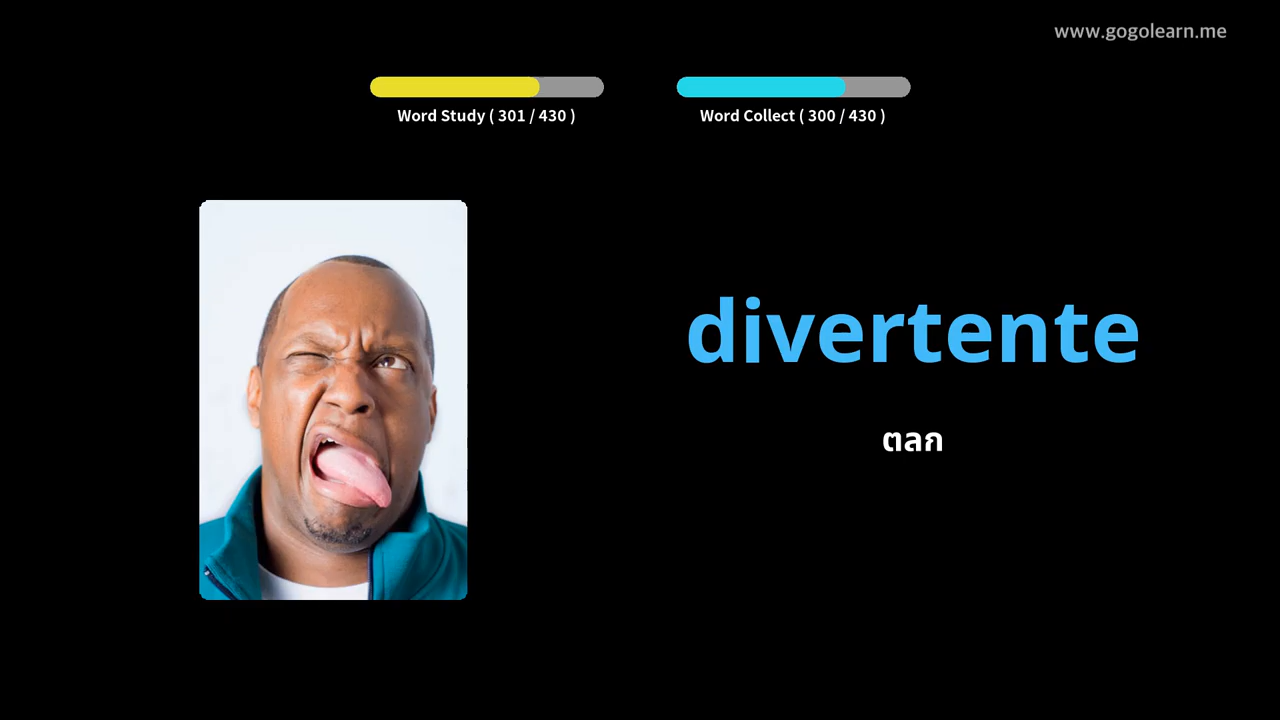 www.gogolearn.me
Word Study ( 301 / 430 )
Word Collect ( 300 / 430 )
divertente
ตลก